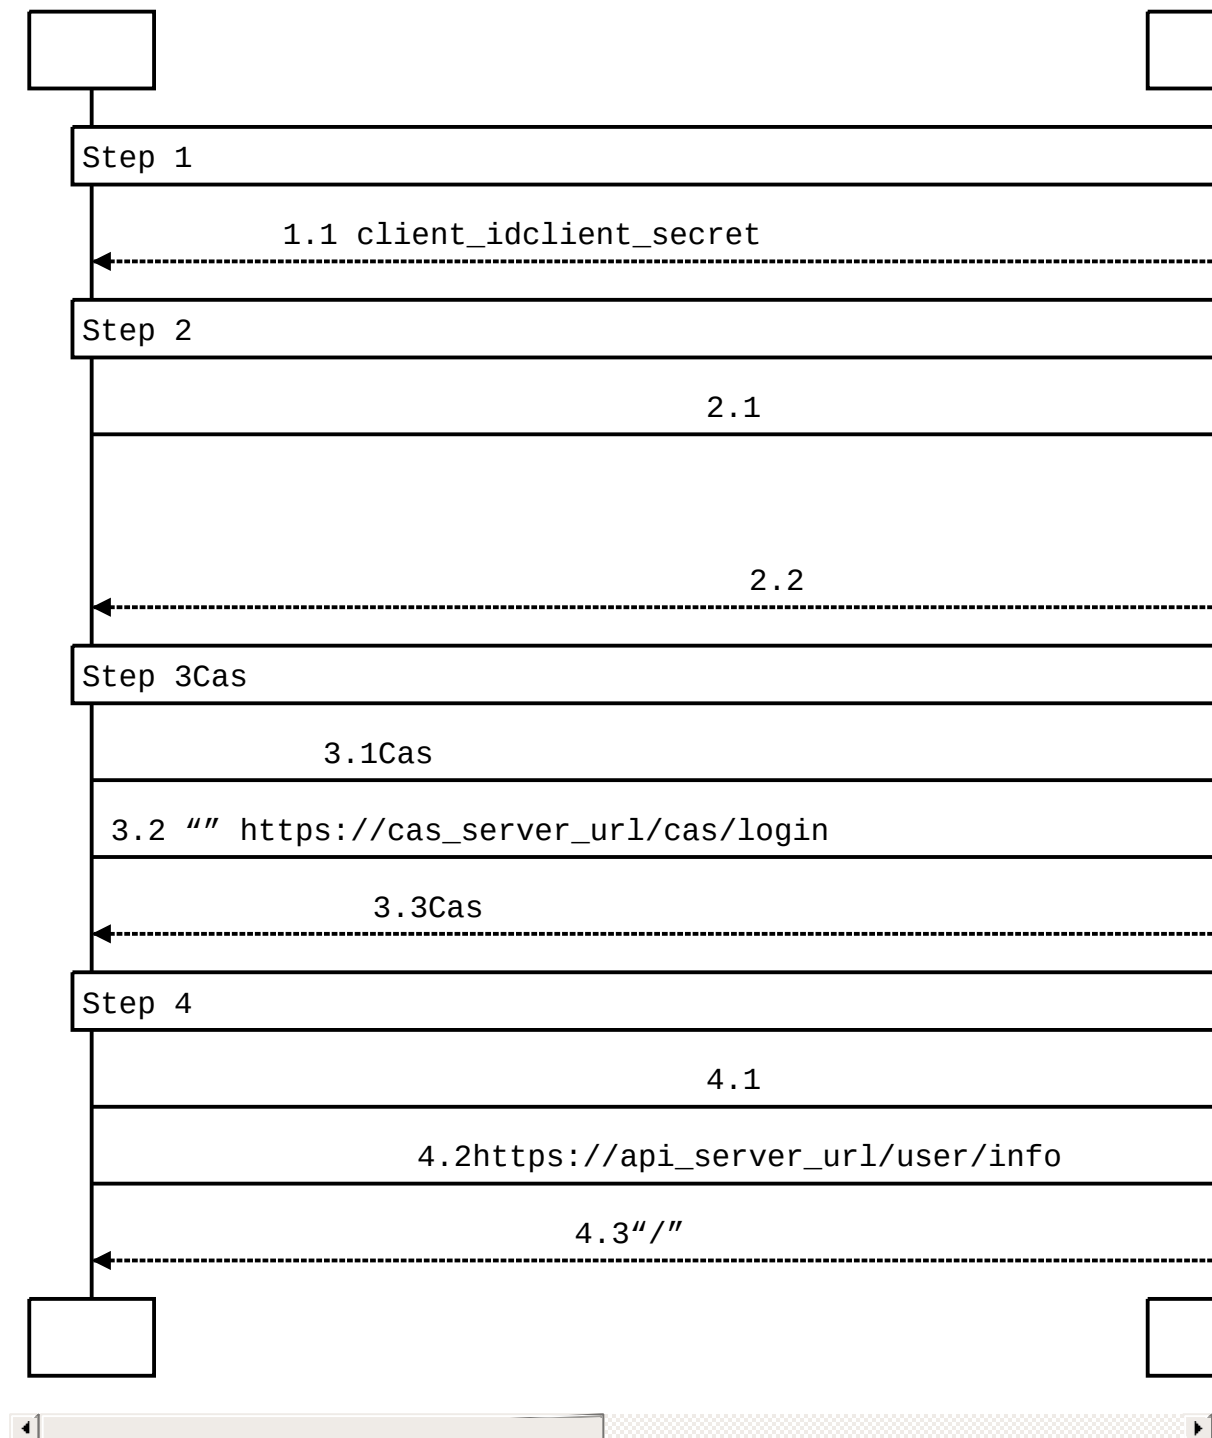 Step 1
1.1 client_idclient_secret
Step 2
2.1
2.2
Step 3Cas
3.1Cas
3.2 “” https://cas_server_url/cas/login
3.3Cas
Step 4
4.1
4.2https://api_server_url/user/info
4.3“/”